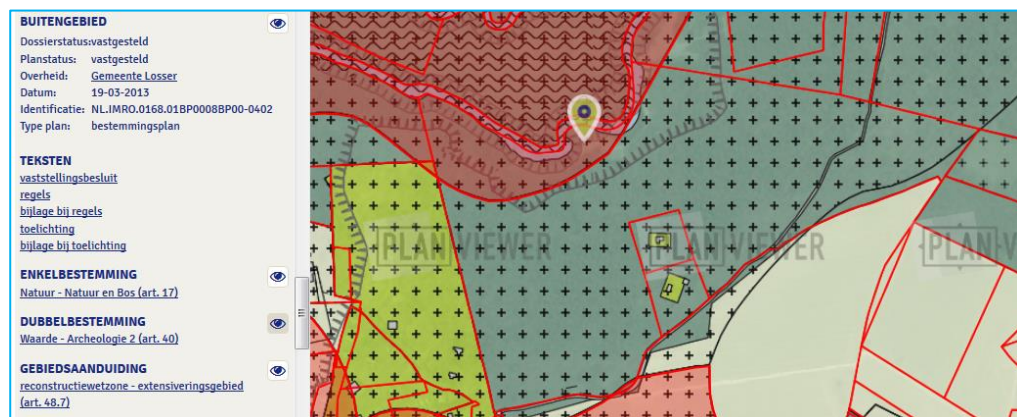 BUITENGEBIED
Dossierstatus:vastgesteld
Planstatus: vastgesteld
Overheid: Gemeente Losser
Datum: 19-03-2013
Identificatie: NL.IMRO.0168.01BP0008BP00-0402
Type plan: bestemmingsplan
TEKSTEN
vaststellingsbesluit
regels
bijlage bij regels
toelichting
bijlage bij toelichting
ENKELBESTEMMING
Natuur - Natuur en Bos (art. 17)
DUBBELBESTEMMING
Waarde - Archeologie 2 (art. 40)
GEBIEDSAANDUIDING
reconstructiewetzone - extensiveringsgebied
(art. 48.7)
PLANVIEWER PLANVIEWER PLANV